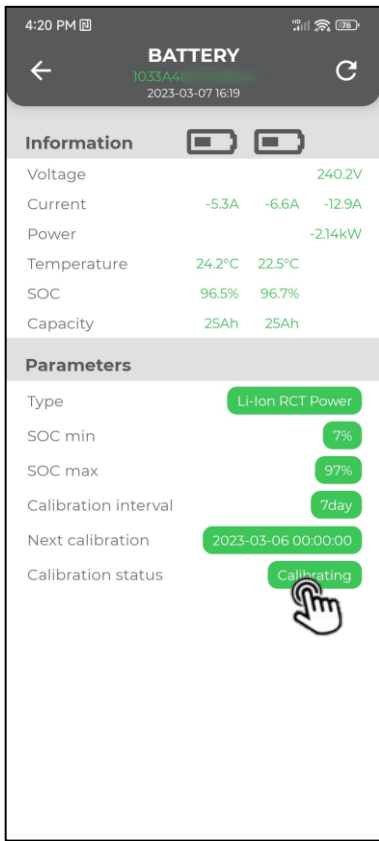 4:20 PM
HD 76
BATTERY
1033A4
2023-03-07 16:19
Information
Voltage 240.2V
Current -5.3A -6.6A -12.9A
Power -2.14kW
Temperature 24.2°C 22.5°C
SOC 96.5% 96.7%
Capacity 25Ah 25Ah
Parameters
Type Li-Ion RCT Power
SOC min 7%
SOC max 97%
Calibration interval 7day
Next calibration 2023-03-06 00:00:00
Calibration status Calibrating